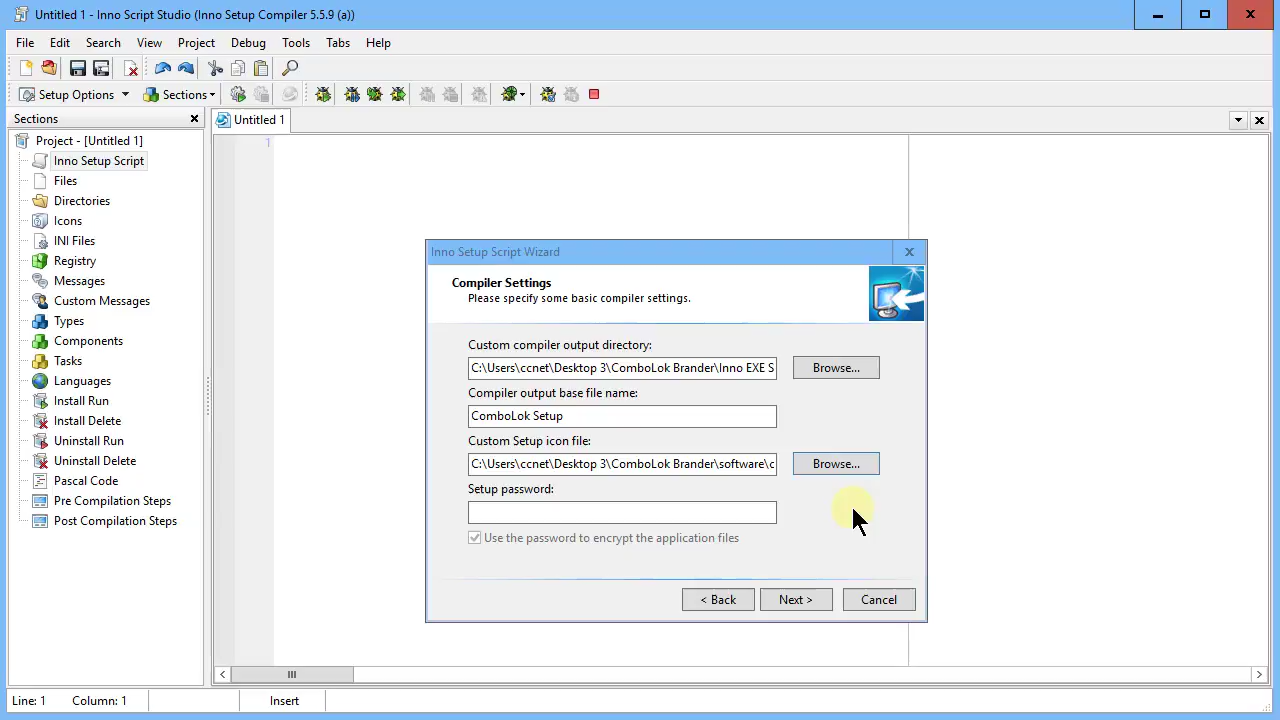 Untitled 1 - Inno Script Studio (Inno Setup Compiler 5.5.9 (a))
File Edit Search View Project Debug Tools Tabs Help
Setup Options Sections
Sections
Untitled 1
Project - [Untitled 1]
1
Inno Setup Script
Files
Directories
Icons
INI Files
Registry
Messages
Custom Messages
Types
Components
Tasks
Languages
Install Run
Install Delete
Uninstall Run
Uninstall Delete
Pascal Code
Pre Compilation Steps
Post Compilation Steps
Inno Setup Script Wizard
Compiler Settings
Please specify some basic compiler settings.
Custom compiler output directory:
C:\Users\ccnet\Desktop 3\ComboLok Brander\Inno EXE S
Browse...
Compiler output base file name:
ComboLok Setup
Custom Setup icon file:
C:\Users\ccnet\Desktop 3\ComboLok Brander\software\c
Browse...
Setup password:
Use the password to encrypt the application files
< Back Next > Cancel
Line: 1 Column: 1 Insert